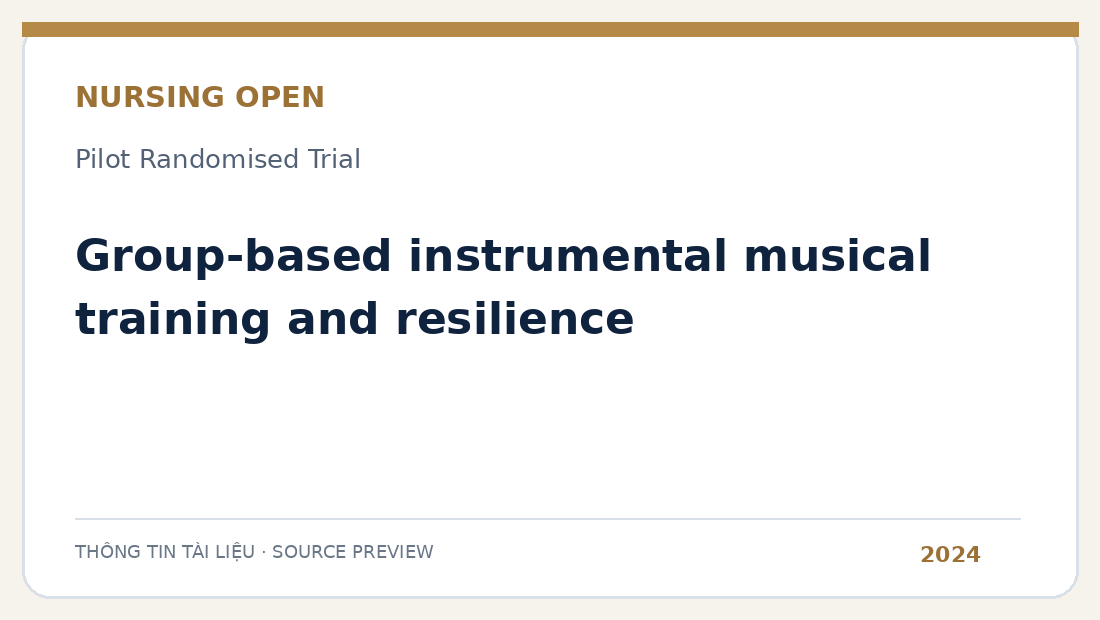 NURSING OPEN
Pilot Randomised Trial
Group-based instrumental musical
training and resilience
THÔNG TIN TÀI LIỆU · SOURCE PREVIEW
2024